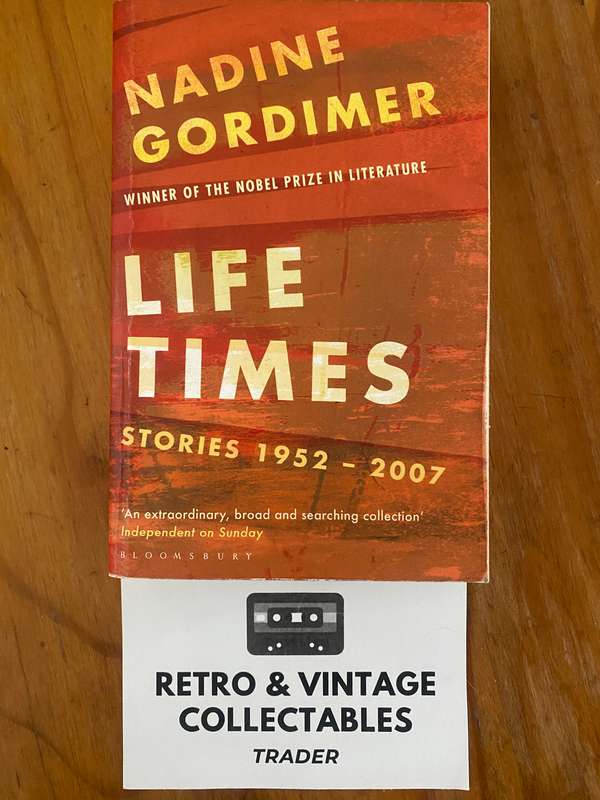 NADINE
GORDIMER
WINNER OF THE NOBEL PRIZE IN LITERATURE
LIFE
TIMES
STORIES 1952 – 2007
'An extraordinary, broad and searching collection'
Independent on Sunday
BLOOMSBURY
RETRO & VINTAGE
COLLECTABLES
TRADER